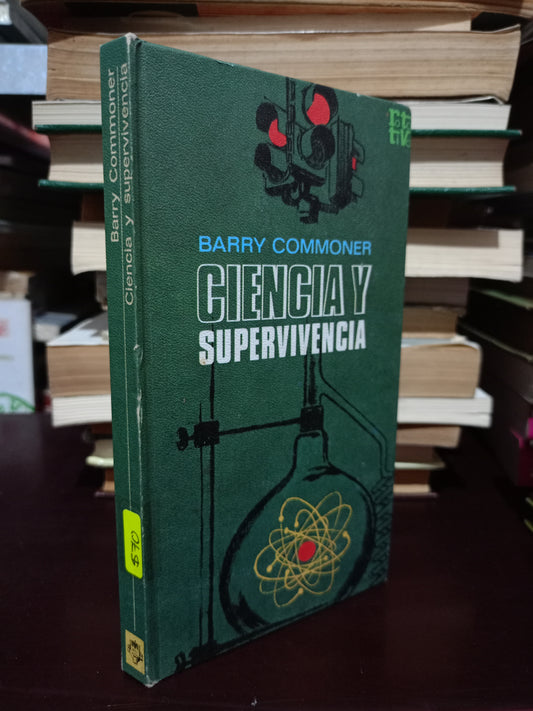 Barry Commoner
Ciencia y supervivencia
$70
BARRY COMMONER
CIENCIA Y
SUPERVIVENCIA